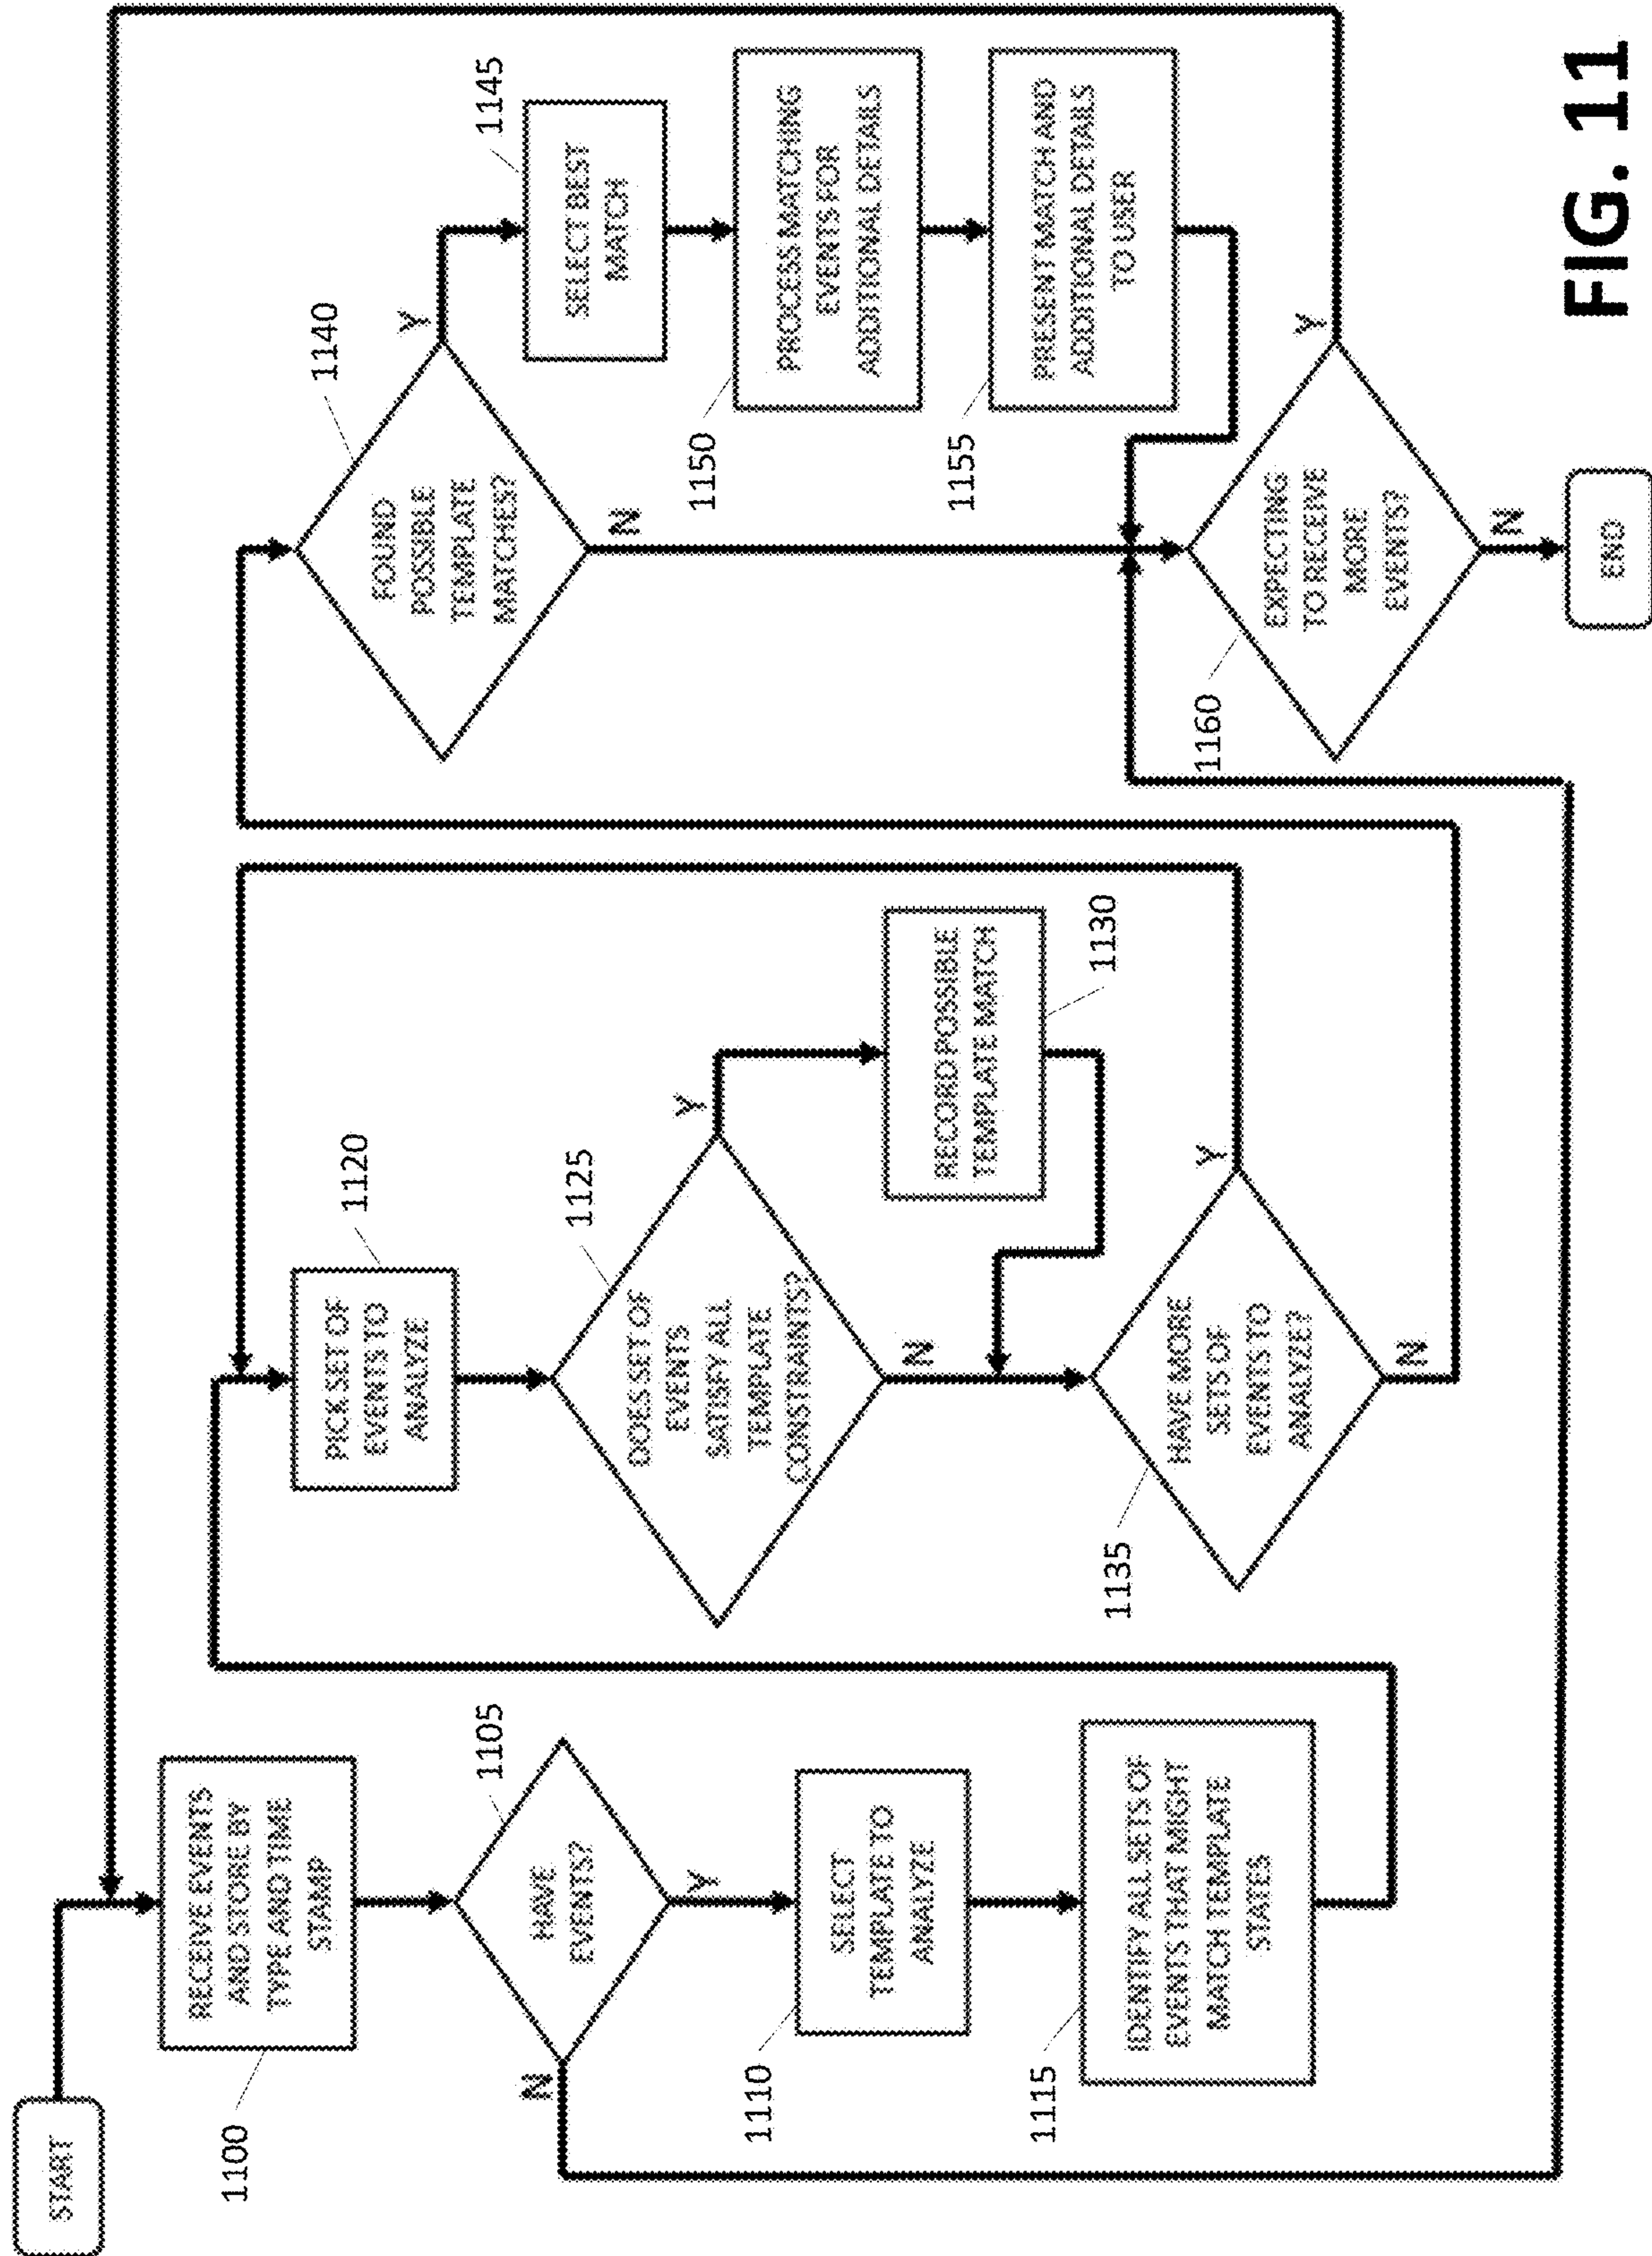 START
1100
RECEIVE EVENTS
AND STORE BY
TYPE AND TIME
STAMP
1105
HAVE
EVENTS?
N
Y
1110
SELECT
TEMPLATE TO
ANALYZE
1115
IDENTIFY ALL SETS OF
EVENTS THAT MIGHT
MATCH TEMPLATE
STATES
1120
PICK SET OF
EVENTS TO
ANALYZE
1125
DOES SET OF
EVENTS
SATISFY ALL
TEMPLATE
CONSTRAINTS?
Y
N
RECORD POSSIBLE
TEMPLATE MATCH
1130
1135
HAVE MORE
SETS OF
EVENTS TO
ANALYZE?
Y
N
1140
FOUND
POSSIBLE
TEMPLATE
MATCHES?
Y
N
1145
SELECT BEST
MATCH
1150
PROCESS MATCHING
EVENTS FOR
ADDITIONAL DETAILS
1155
PRESENT MATCH AND
ADDITIONAL DETAILS
TO USER
1160
EXPECTING
TO RECEIVE
MORE
EVENTS?
Y
N
END
FIG. 11